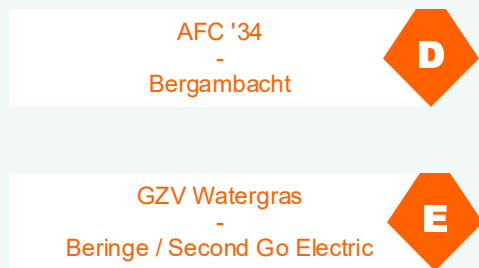 AFC '34
-
Bergambacht
D
GZV Watergras
-
Beringe / Second Go Electric
E